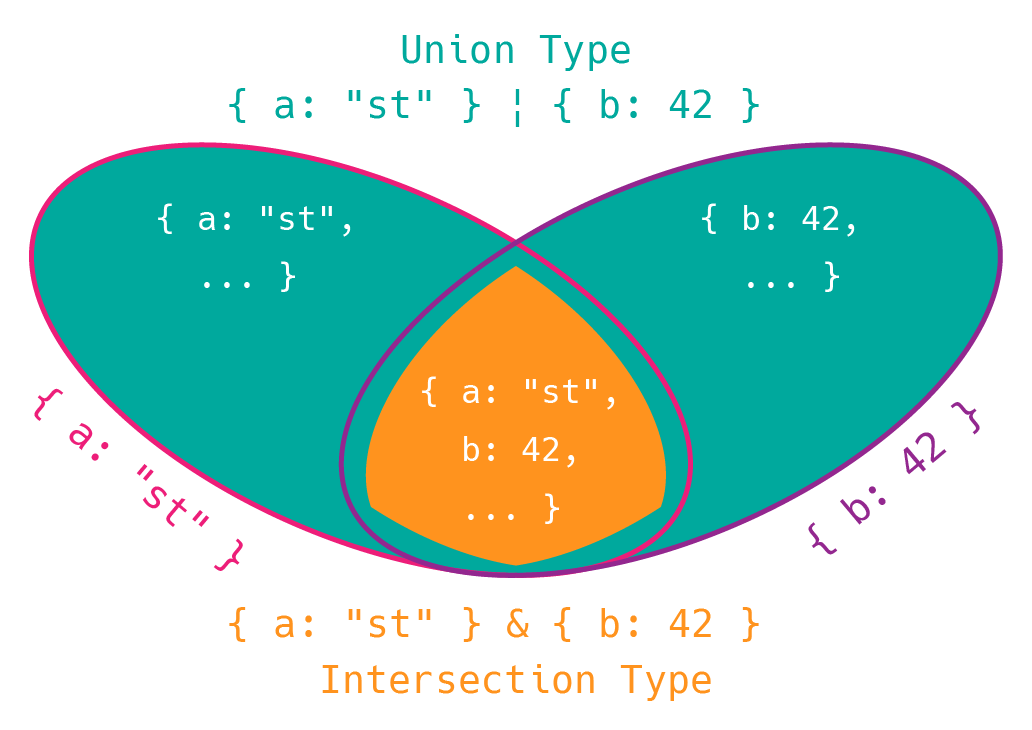 Union Type
{ a: "st" } ¦ { b: 42 }
{ a: "st",
... }
{ b: 42,
... }
{ a: "st",
b: 42,
... }
{ a: "st" }
{ b: 42 }
{ a: "st" } & { b: 42 }
Intersection Type